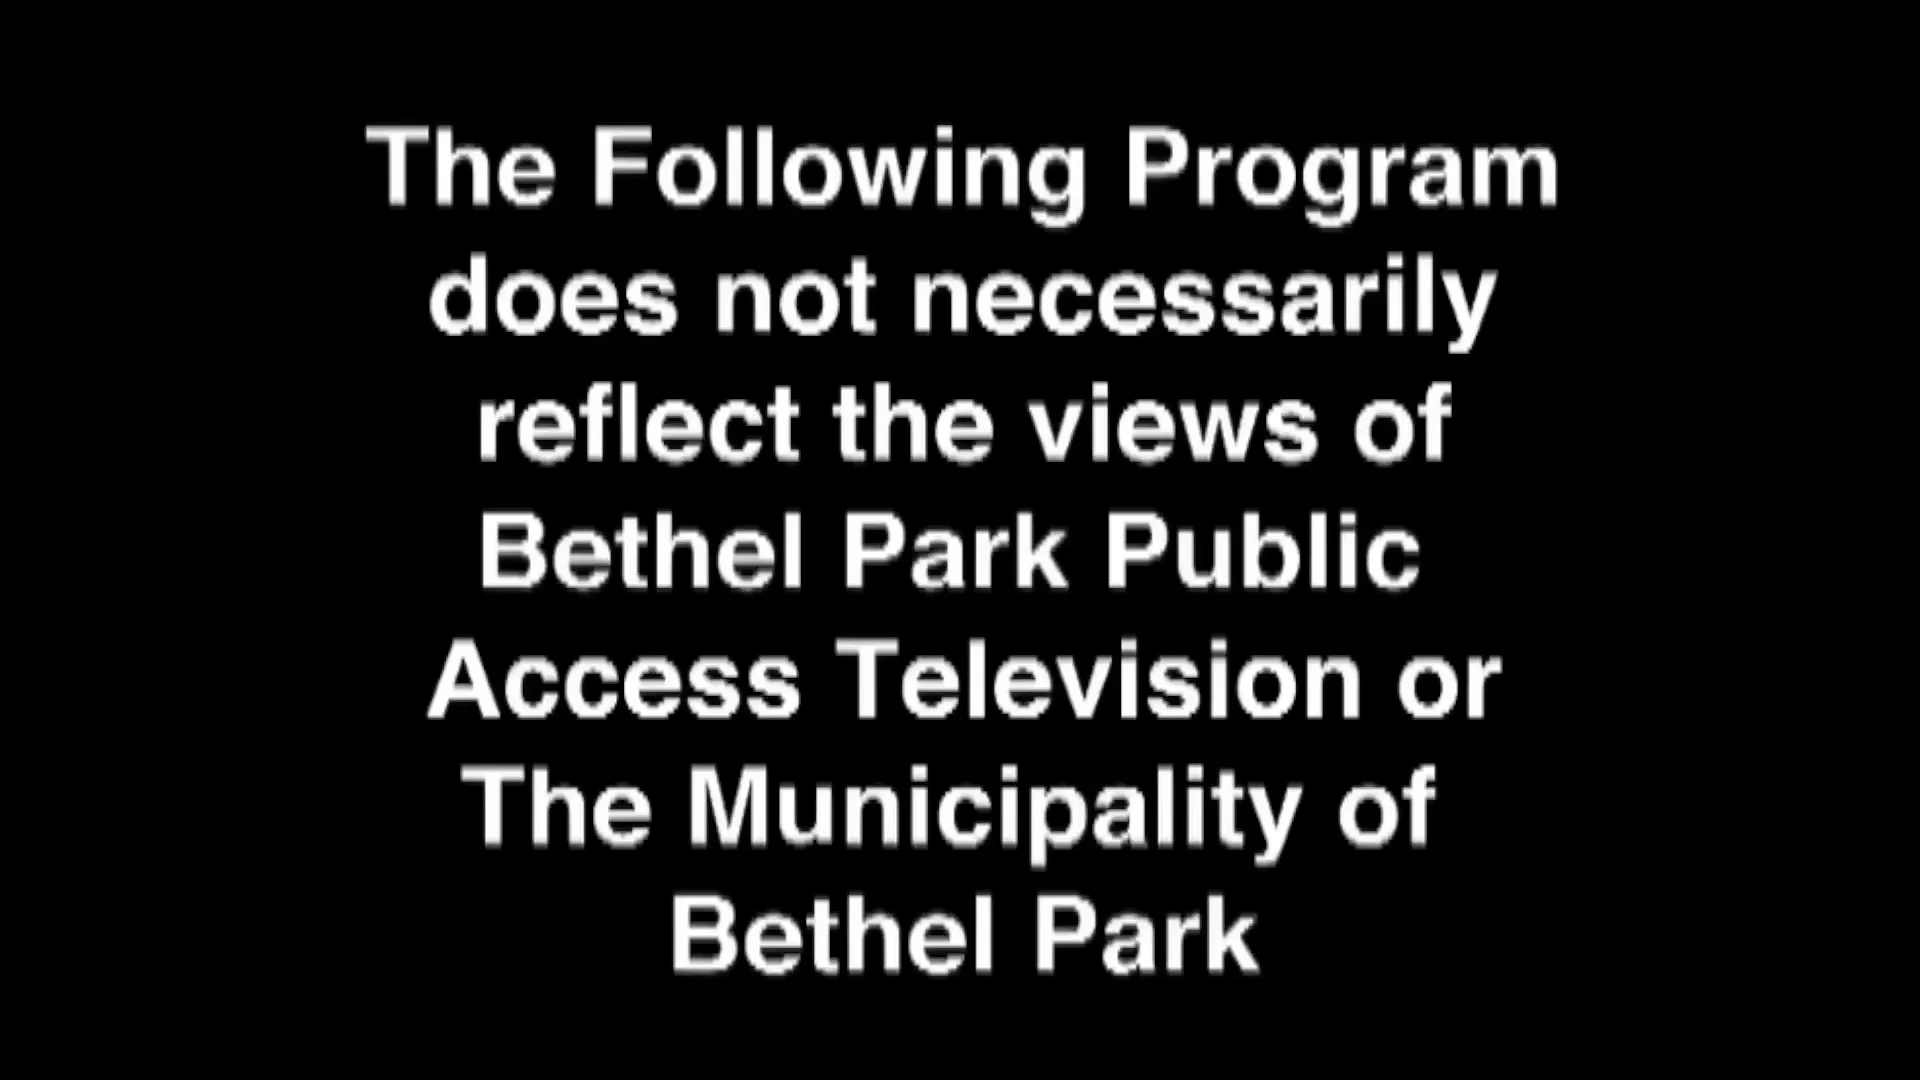 The Following Program
does not necessarily
reflect the views of
Bethel Park Public
Access Television or
The Municipality of
Bethel Park